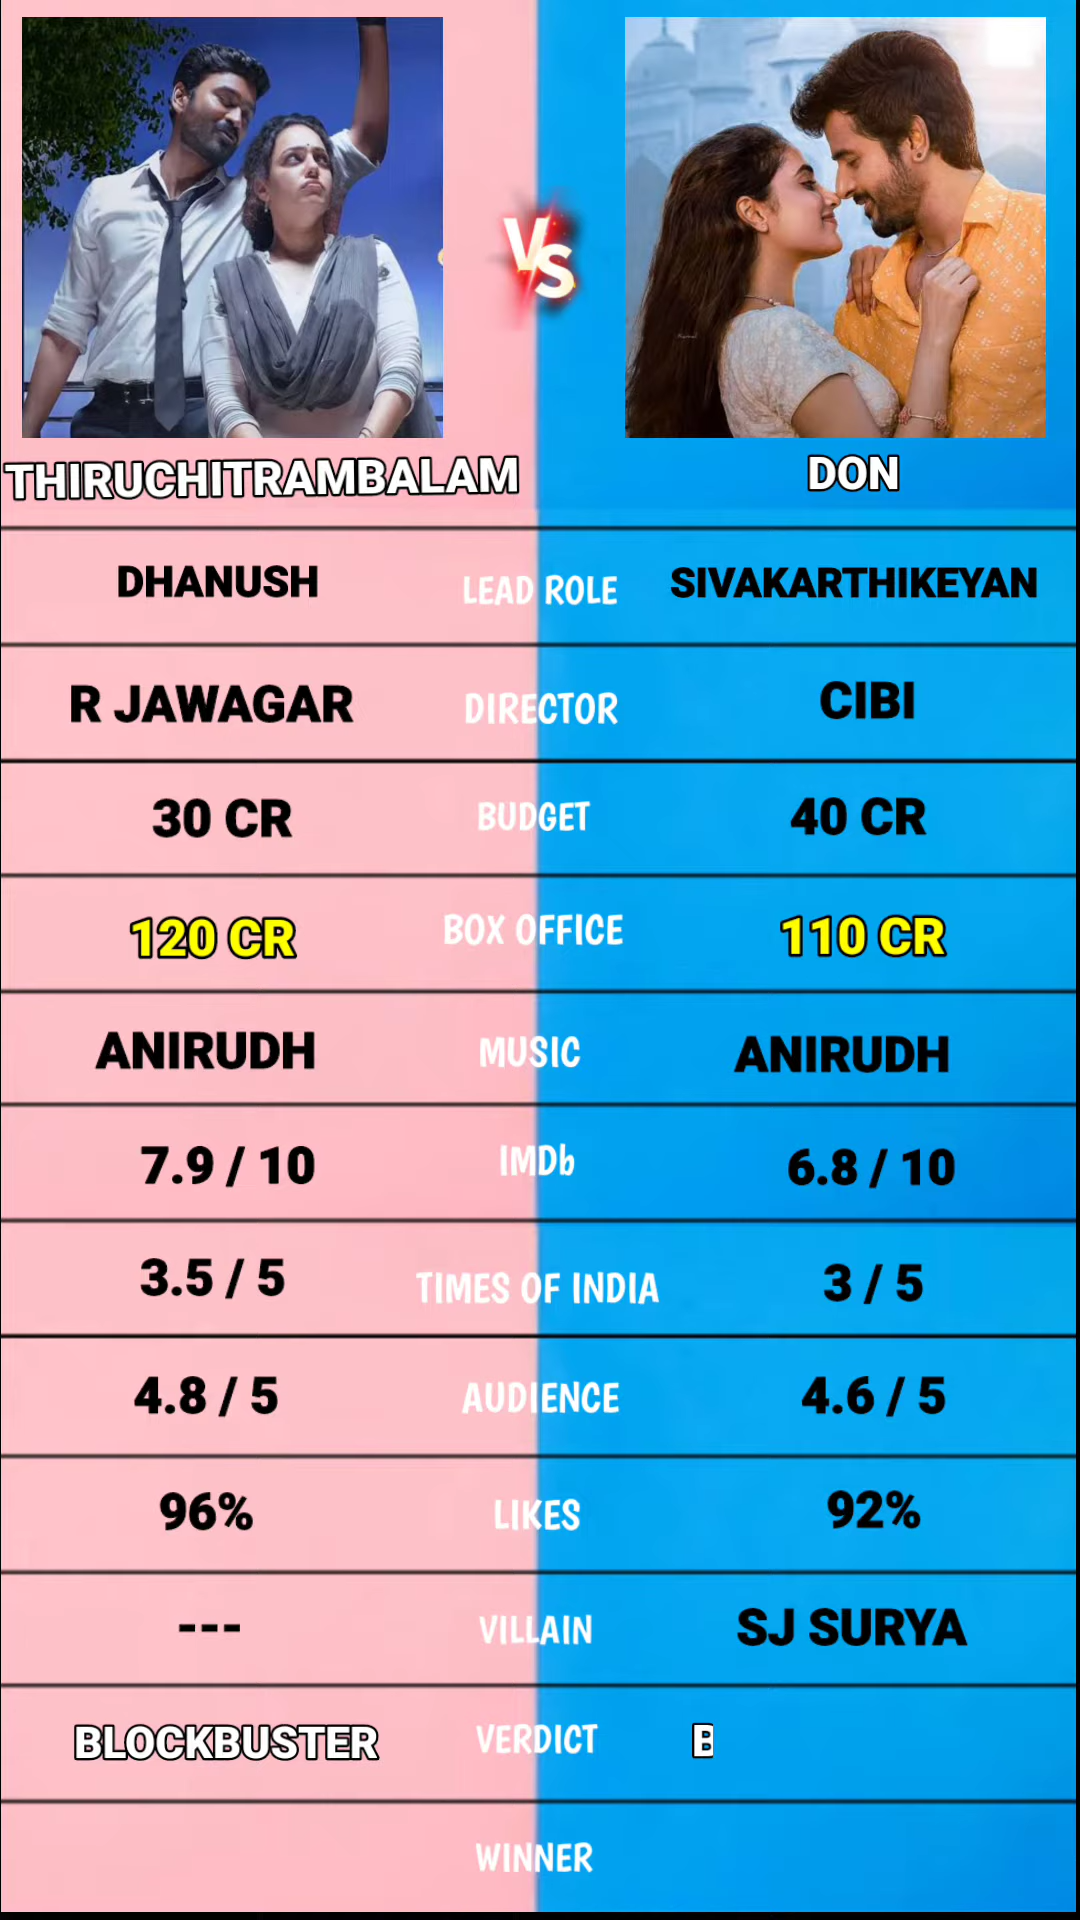 VS
THIRUCHITRAMBALAM DON
DHANUSH LEAD ROLE SIVAKARTHIKEYAN
R JAWAGAR DIRECTOR CIBI
30 CR BUDGET 40 CR
120 CR BOX OFFICE 110 CR
ANIRUDH MUSIC ANIRUDH
7.9 / 10 IMDb 6.8 / 10
3.5 / 5 TIMES OF INDIA 3 / 5
4.8 / 5 AUDIENCE 4.6 / 5
96% LIKES 92%
--- VILLAIN SJ SURYA
BLOCKBUSTER VERDICT B
WINNER